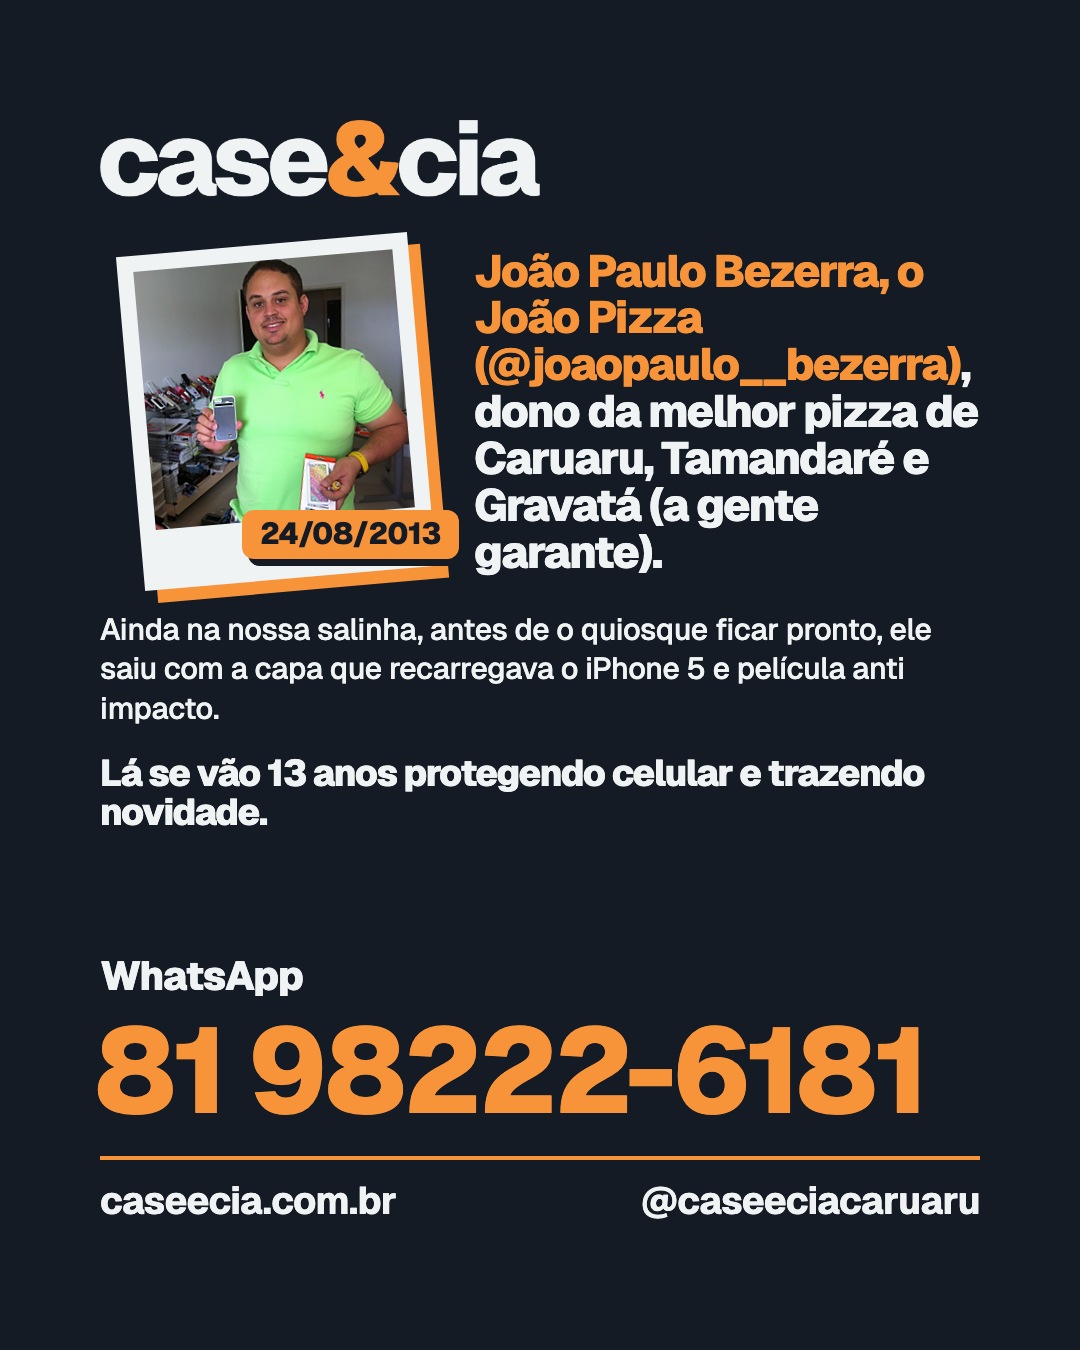 case&cia
João Paulo Bezerra, o
João Pizza
(@joaopaulo__bezerra),
dono da melhor pizza de
Caruaru, Tamandaré e
Gravatá (a gente
garante).
24/08/2013
Ainda na nossa salinha, antes de o quiosque ficar pronto, ele
saiu com a capa que recarregava o iPhone 5 e película anti
impacto.
Lá se vão 13 anos protegendo celular e trazendo
novidade.
WhatsApp
81 98222-6181
caseecia.com.br
@caseeciacaruaru